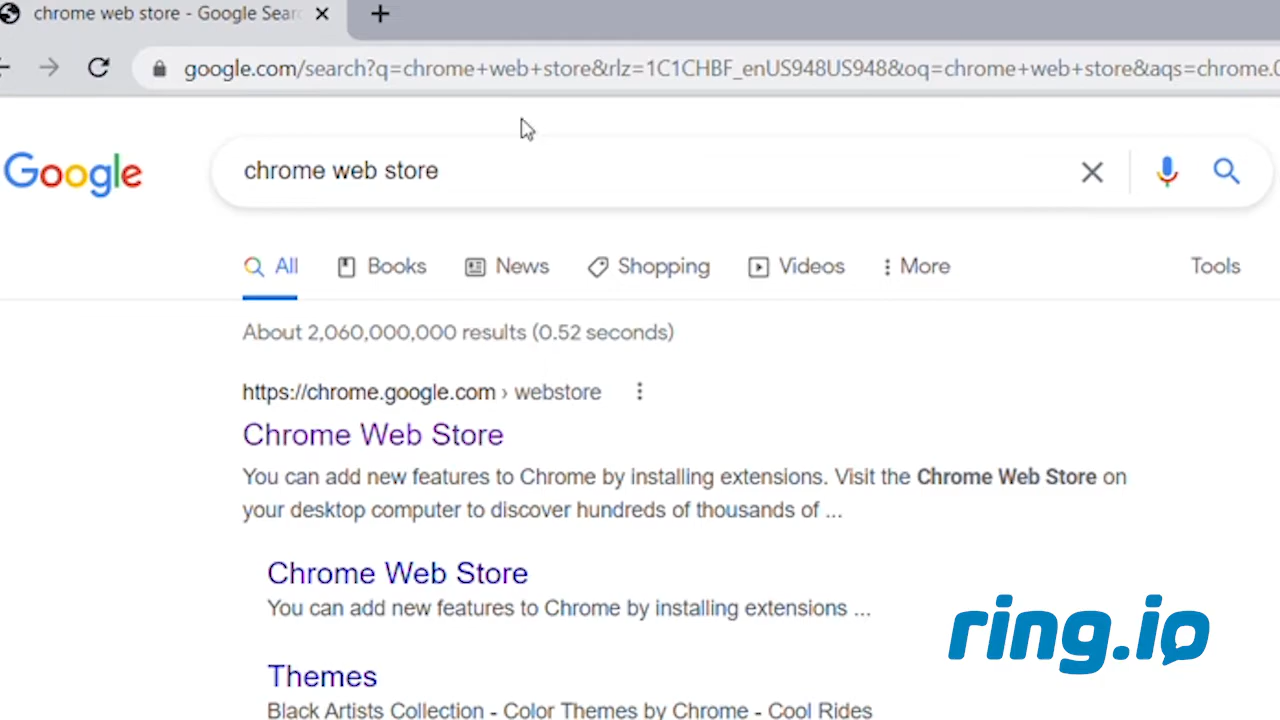 chrome web store - Google Sear
google.com/search?q=chrome+web+store&rlz=1C1CHBF_enUS948US948&oq=chrome+web+store&aqs=chrome.0
Google
chrome web store
All Books News Shopping Videos More Tools
About 2,060,000,000 results (0.52 seconds)
https://chrome.google.com › webstore
Chrome Web Store
You can add new features to Chrome by installing extensions. Visit the Chrome Web Store on
your desktop computer to discover hundreds of thousands of ...
Chrome Web Store
You can add new features to Chrome by installing extensions ...
ring.io
Themes
Black Artists Collection - Color Themes by Chrome - Cool Rides